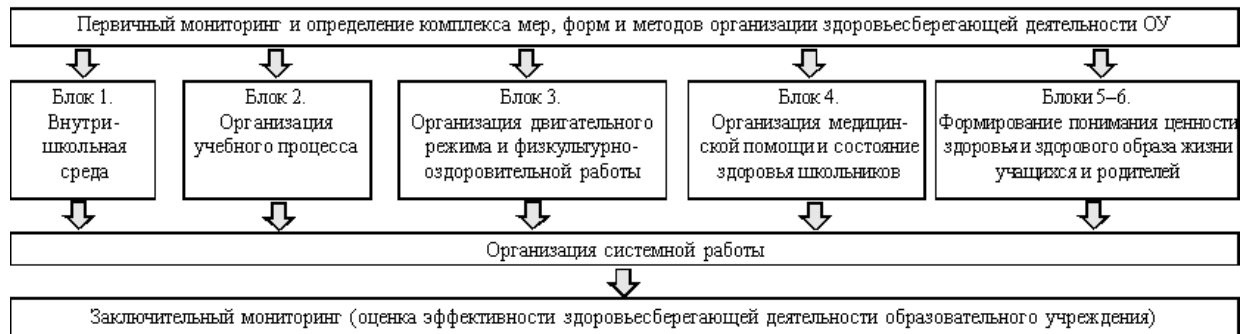 Первичный мониторинг и определение комплекса мер, форм и методов организации здоровьесберегающей деятельности ОУ
Блок 1.
Внутри-
школьная
среда
Блок 2.
Организация
учебного процесса
Блок 3.
Организация двигательного
режима и физкультурно-
оздоровительной работы
Блок 4.
Организация медицин-
ской помощи и состояние
здоровья школьников
Блоки 5–6.
Формирование понимания ценности
здоровья и здорового образа жизни
учащихся и родителей
Организация системной работы
Заключительный мониторинг (оценка эффективности здоровьесберегающей деятельности образовательного учреждения)